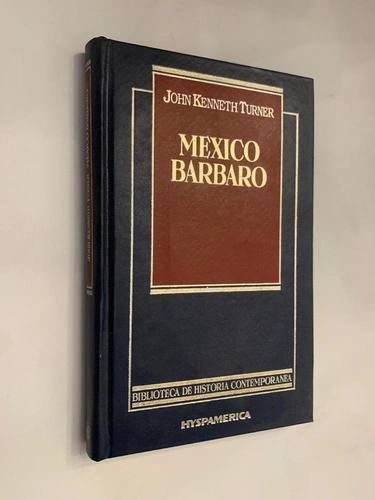 JOHN KENNETH TURNER
MEXICO
BARBARO
BIBLIOTECA DE HISTORIA CONTEMPORANEA
HYSPAMERICA